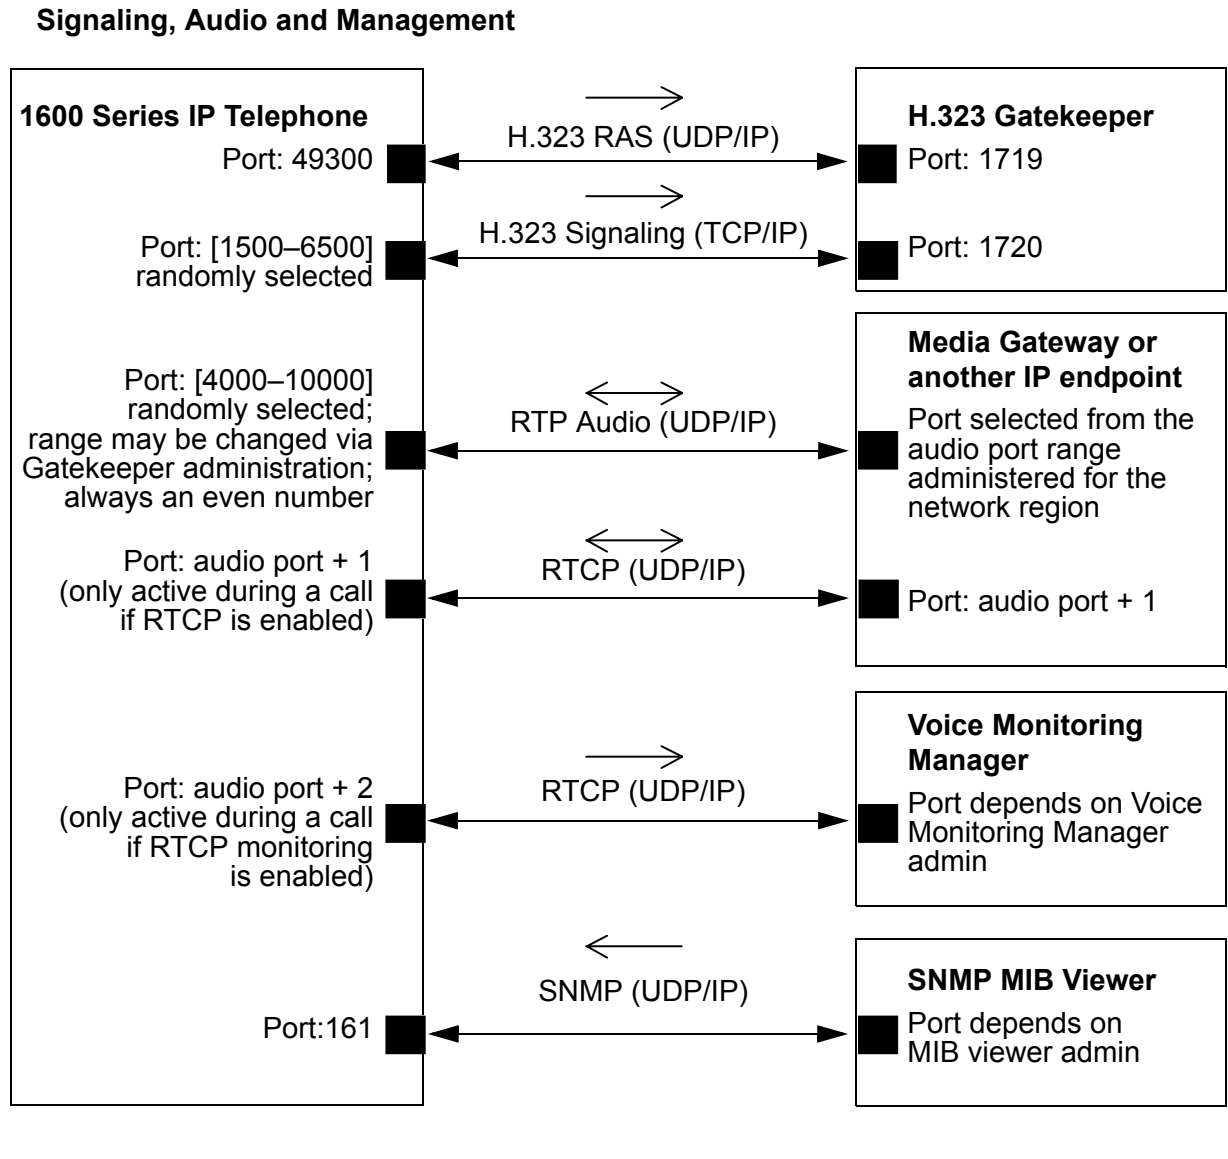 Signaling, Audio and Management
1600 Series IP Telephone
Port: 49300
H.323 RAS (UDP/IP)
H.323 Gatekeeper
Port: 1719
Port: [1500–6500]
randomly selected
H.323 Signaling (TCP/IP)
Port: 1720
Port: [4000–10000]
randomly selected;
range may be changed via
Gatekeeper administration;
always an even number
RTP Audio (UDP/IP)
Media Gateway or
another IP endpoint
Port selected from the
audio port range
administered for the
network region
Port: audio port + 1
(only active during a call
if RTCP is enabled)
RTCP (UDP/IP)
Port: audio port + 1
Port: audio port + 2
(only active during a call
if RTCP monitoring
is enabled)
RTCP (UDP/IP)
Voice Monitoring
Manager
Port depends on Voice
Monitoring Manager
admin
Port:161
SNMP (UDP/IP)
SNMP MIB Viewer
Port depends on
MIB viewer admin